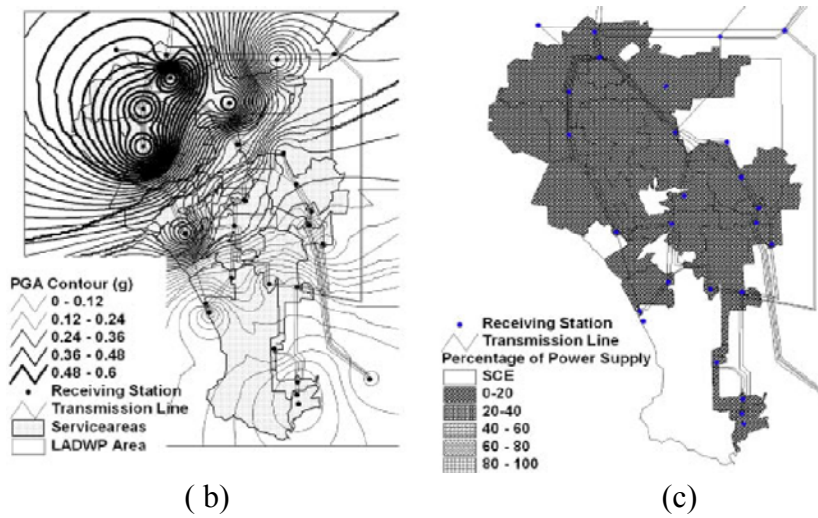 PGA Contour (g)
0 - 0.12
0.12 - 0.24
0.24 - 0.36
0.36 - 0.48
0.48 - 0.6
Receiving Station
Transmission Line
Serviceareas
LADWP Area
( b)
Receiving Station
Transmission Line
Percentage of Power Supply
SCE
0-20
20-40
40 - 60
60 - 80
80 - 100
(c)